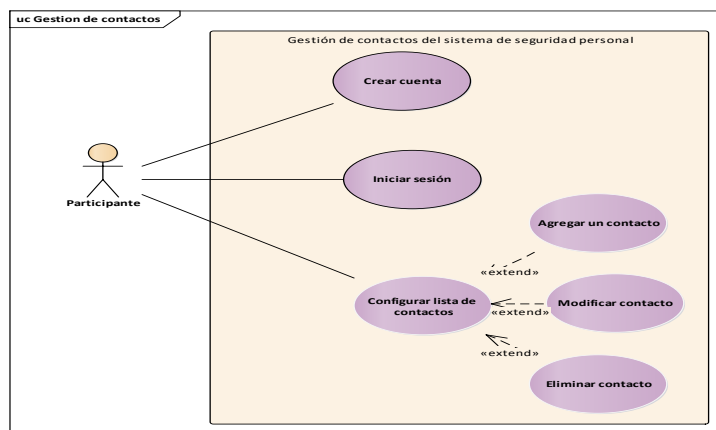 uc Gestion de contactos
Gestión de contactos del sistema de seguridad personal
Crear cuenta
Participante
Iniciar sesión
Agregar un contacto
«extend»
Configurar lista de
contactos
Modificar contacto
«extend»
«extend»
Eliminar contacto